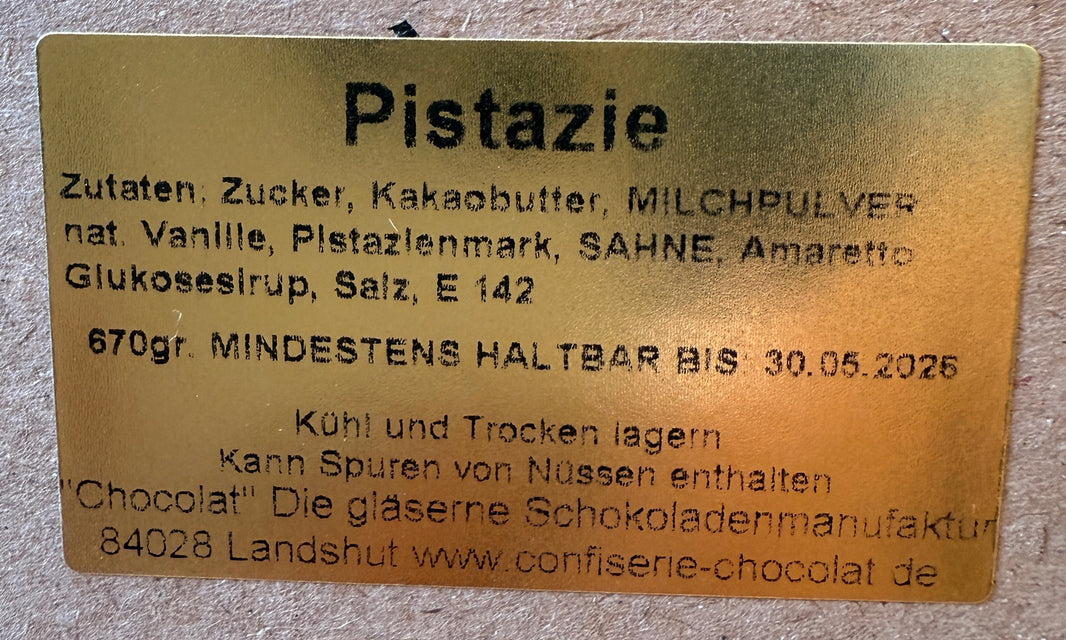 Pistazie
Zutaten: Zucker, Kakaobutter, MILCHPULVER
nat. Vanille, Pistazienmark, SAHNE, Amaretto
Glukosesirup, Salz, E 142
670gr. MINDESTENS HALTBAR BIS: 30.05.2026
Kühl und Trocken lagern
Kann Spuren von Nüssen enthalten
"Chocolat" Die gläserne Schokoladenmanufaktur
84028 Landshut www.confiserie-chocolat.de